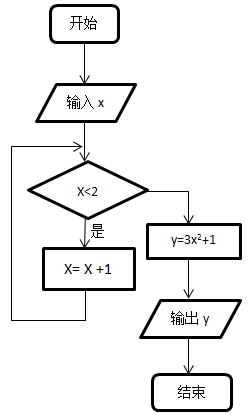 开始
输入 x
X<2
是
X= X +1
y=3x²+1
输出 y
结束